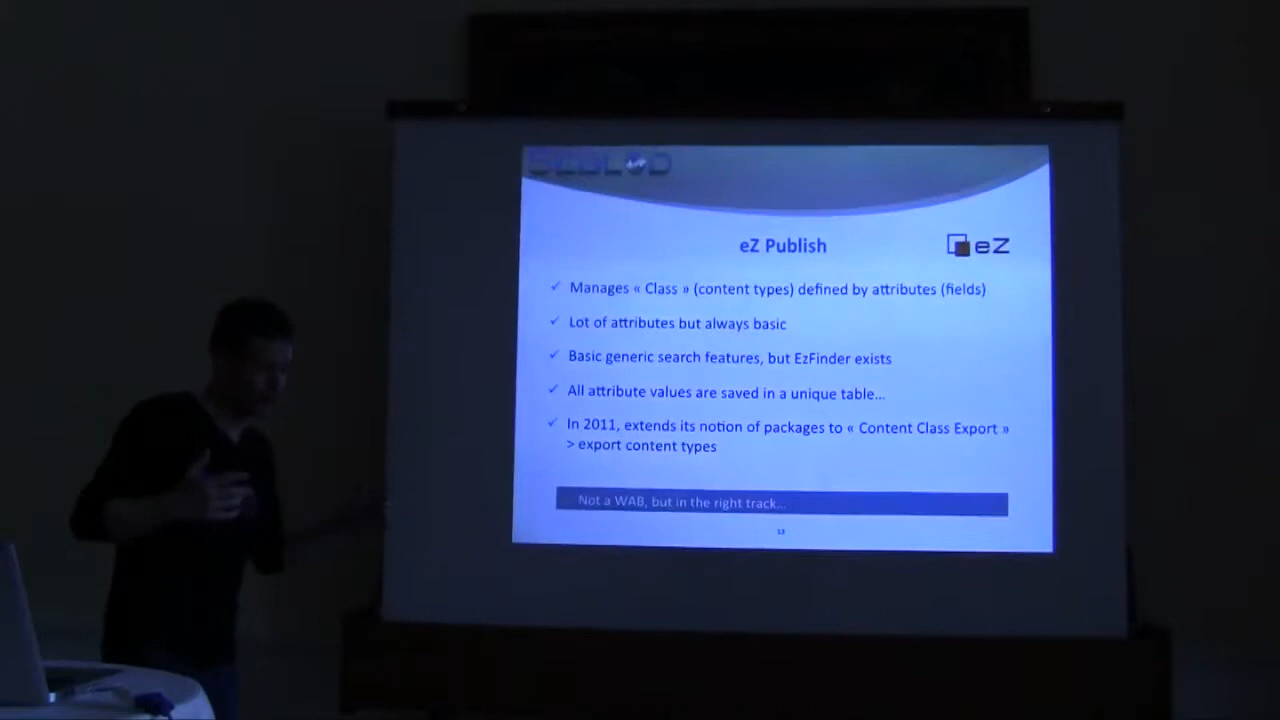 SEBLOD
eZ Publish
eZ
Manages « Class » (content types) defined by attributes (fields)
Lot of attributes but always basic
Basic generic search features, but EzFinder exists
All attribute values are saved in a unique table...
In 2011, extends its notion of packages to « Content Class Export »
> export content types
Not a WAB, but in the right track...